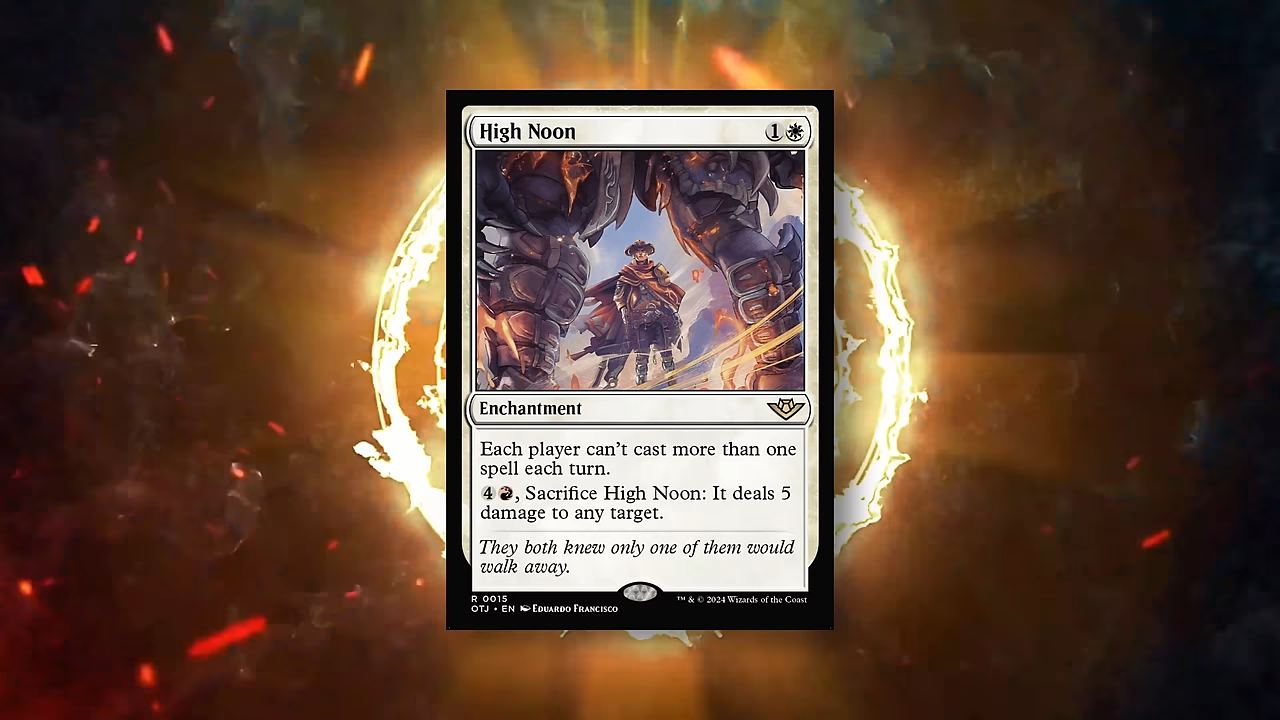 High Noon 1
Enchantment
Each player can't cast more than one
spell each turn.
4, Sacrifice High Noon: It deals 5
damage to any target.
They both knew only one of them would
walk away.
R 0015
OTJ • EN Eduardo Francisco
™ & © 2024 Wizards of the Coast